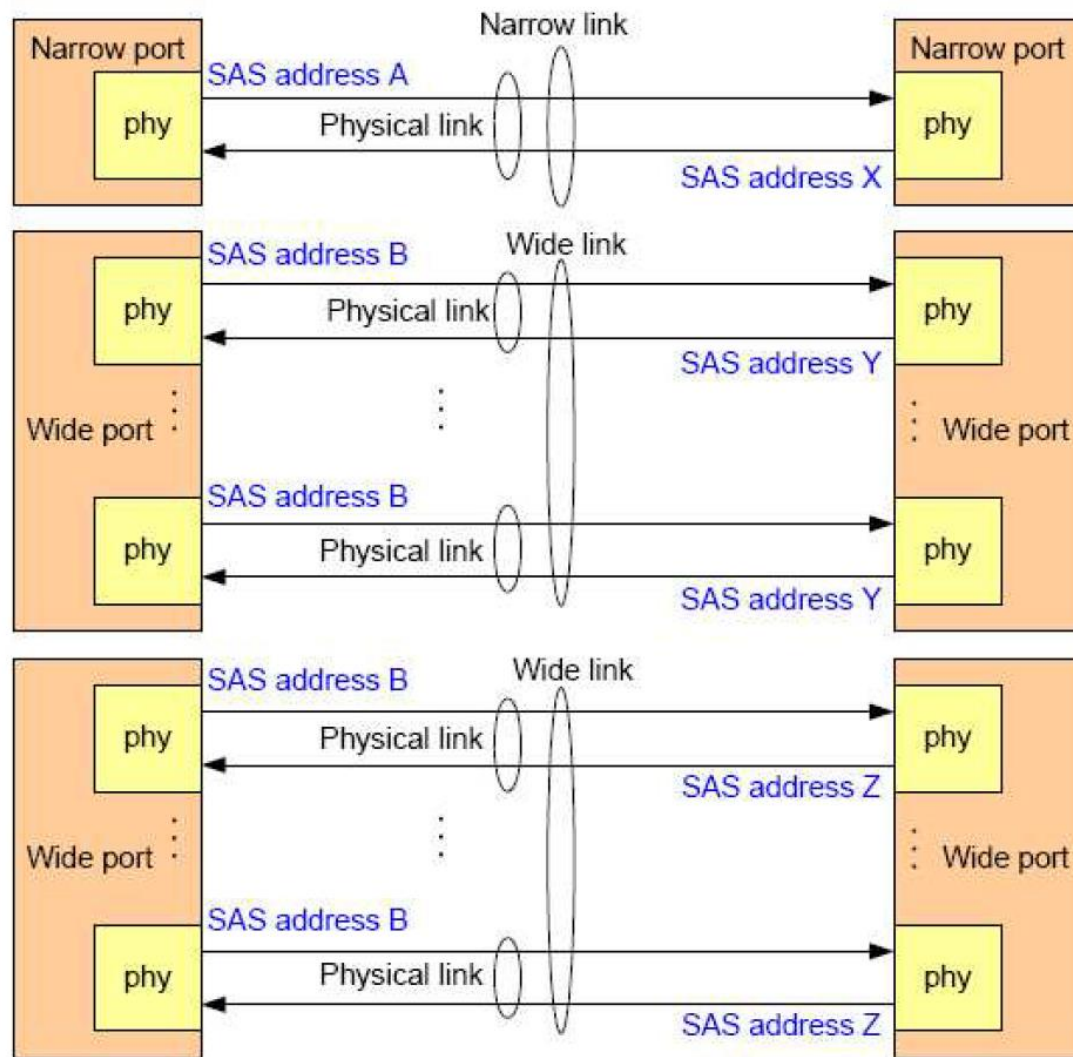 Narrow link
Narrow port
Narrow port
SAS address A
phy
Physical link
phy
SAS address X
SAS address B
Wide link
phy
Physical link
phy
SAS address Y
Wide port
Wide port
SAS address B
phy
Physical link
phy
SAS address Y
SAS address B
Wide link
phy
Physical link
phy
SAS address Z
Wide port
Wide port
SAS address B
phy
Physical link
phy
SAS address Z